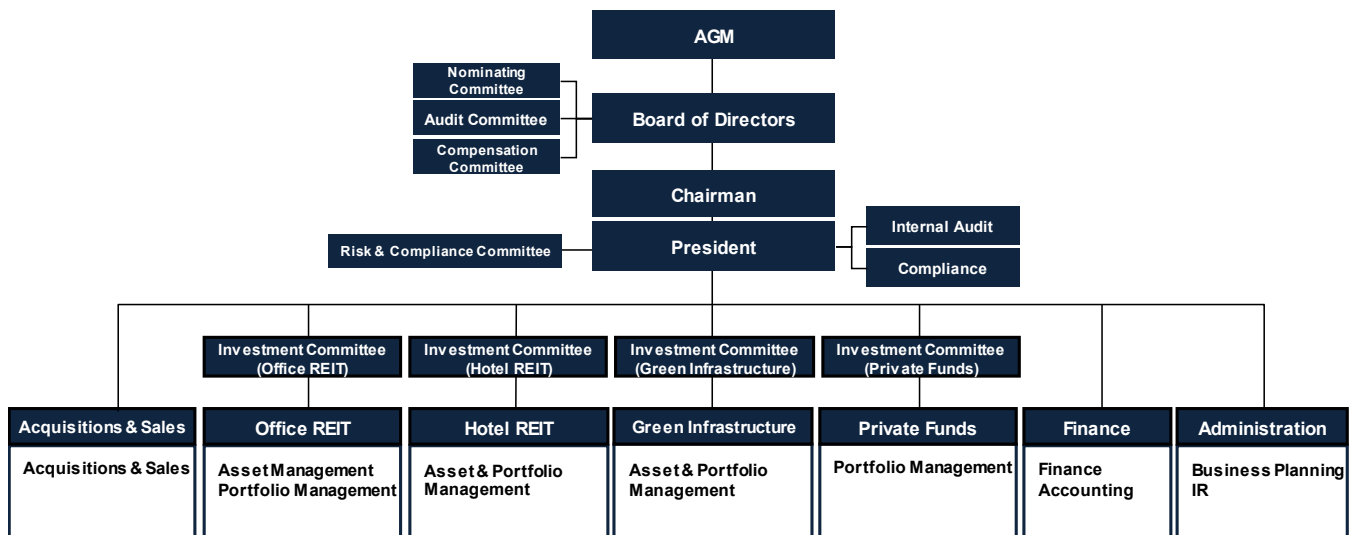 AGM
Nominating
Committee
Audit Committee
Board of Directors
Compensation
Committee
Chairman
Risk & Compliance Committee
President
Internal Audit
Compliance
Investment Committee
(Office REIT)
Investment Committee
(Hotel REIT)
Investment Committee
(Green Infrastructure)
Investment Committee
(Private Funds)
Acquisitions & Sales
Acquisitions & Sales
Office REIT
Asset Management
Portfolio Management
Hotel REIT
Asset & Portfolio
Management
Green Infrastructure
Asset & Portfolio
Management
Private Funds
Portfolio Management
Finance
Finance
Accounting
Administration
Business Planning
IR